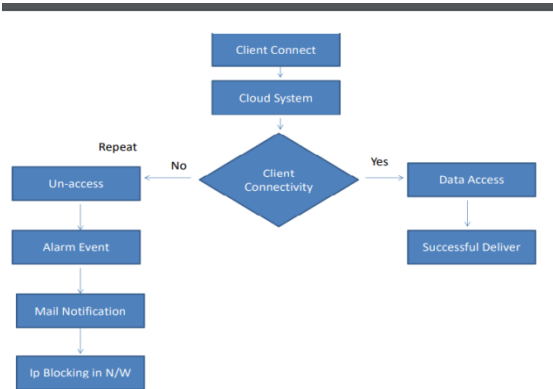 Client Connect
Cloud System
Repeat
No
Yes
Client
Connectivity
Un-access
Data Access
Alarm Event
Successful Deliver
Mail Notification
Ip Blocking in N/W